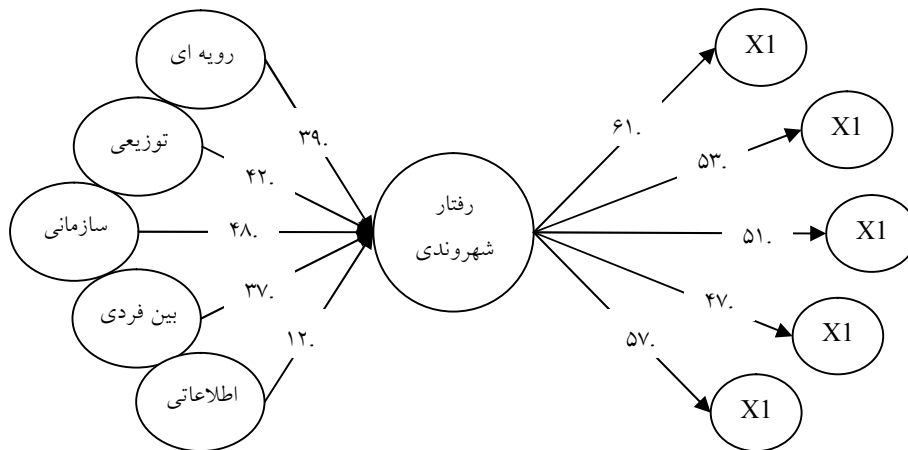 رویه ای
توزیعی
سازمانی
بین فردی
اطلاعاتی
۳۹.
۴۲.
۴۸.
۳۷.
۱۲.
رفتار
شهروندی
۶۱.
۵۳.
۵۱.
۴۷.
۵۷.
X1
X1
X1
X1
X1